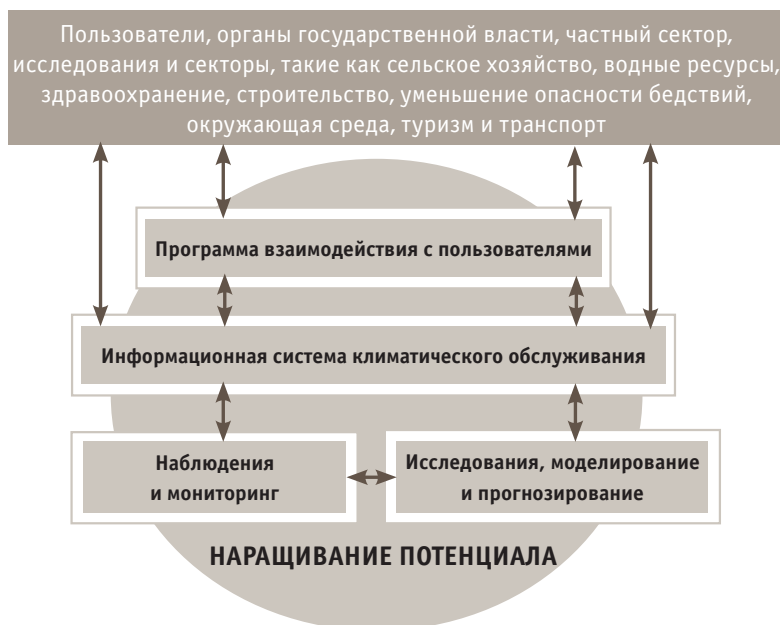 Пользователи, органы государственной власти, частный сектор,
исследования и секторы, такие как сельское хозяйство, водные ресурсы,
здравоохранение, строительство, уменьшение опасности бедствий,
окружающая среда, туризм и транспорт
Программа взаимодействия с пользователями
Информационная система климатического обслуживания
Наблюдения
и мониторинг
Исследования, моделирование
и прогнозирование
НАРАЩИВАНИЕ ПОТЕНЦИАЛА